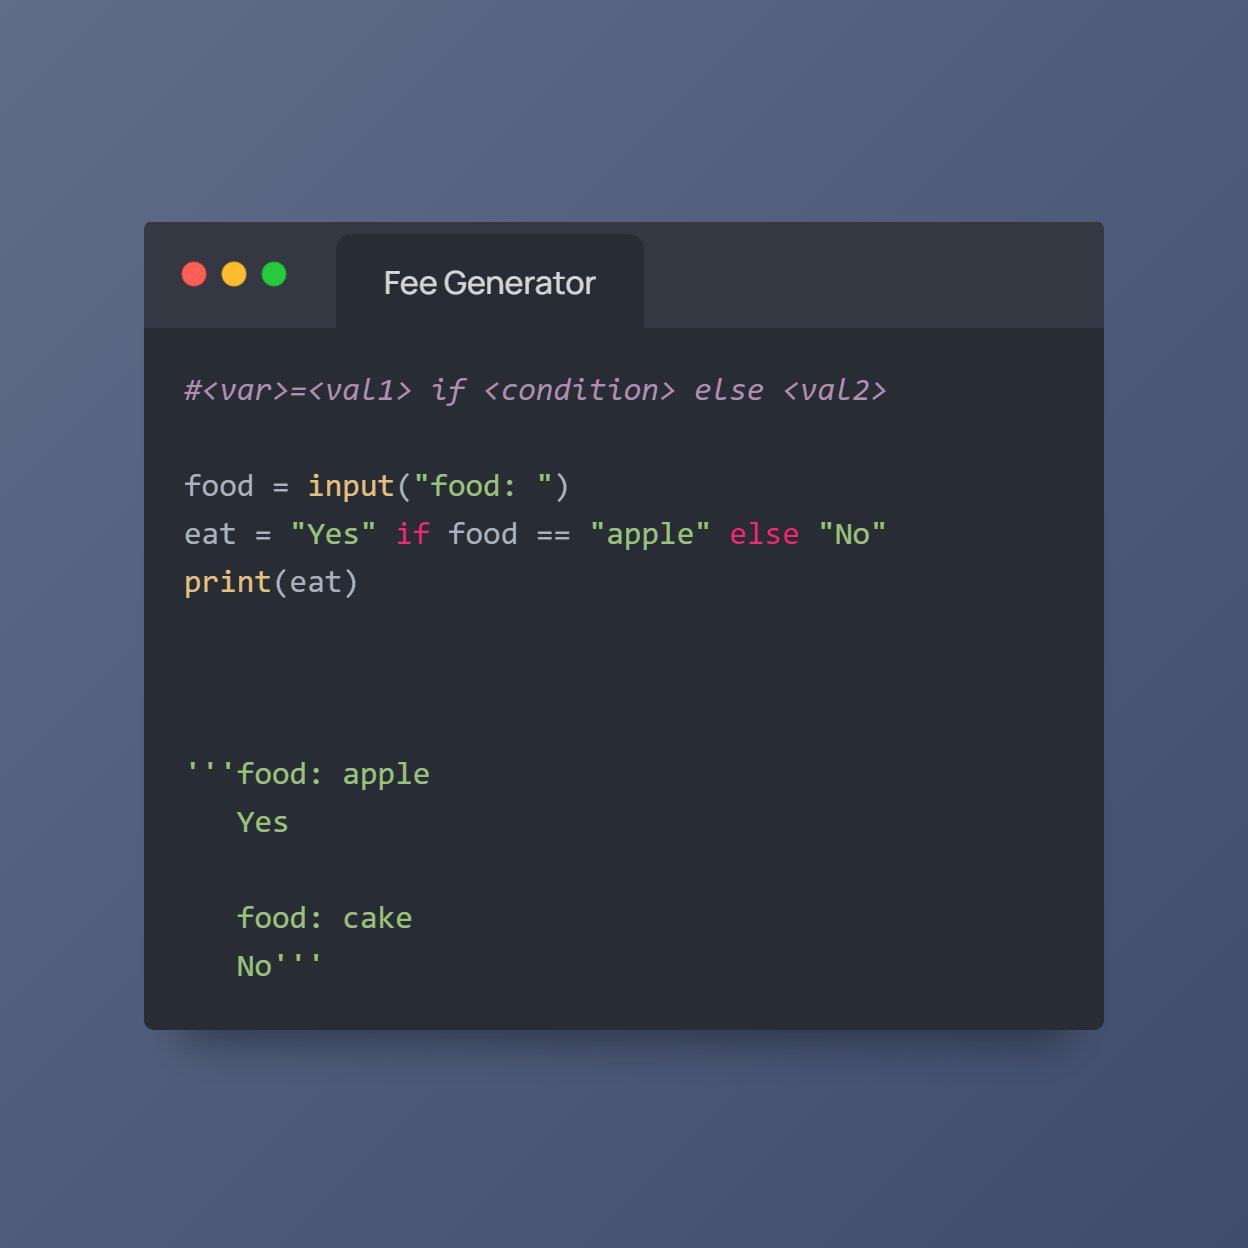 Fee Generator
#<var>=<val1> if <condition> else <val2>
food = input("food: ")
eat = "Yes" if food == "apple" else "No"
print(eat)
'''food: apple
   Yes
   food: cake
   No'''